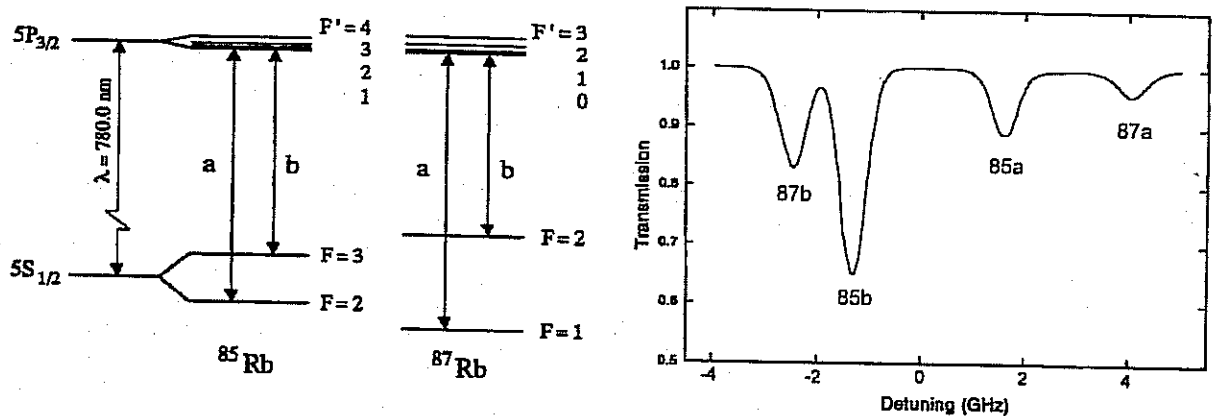 5P3/2
F'=4
3
2
1
F'=3
2
1
0
λ = 780.0 nm
a
b
a
b
5S1/2
F=3
F=2
F=2
F=1
85Rb
87Rb
1.0
0.9
0.8
0.7
0.6
0.5
Transmission
87b
85b
85a
87a
-4
-2
0
2
4
Detuning (GHz)